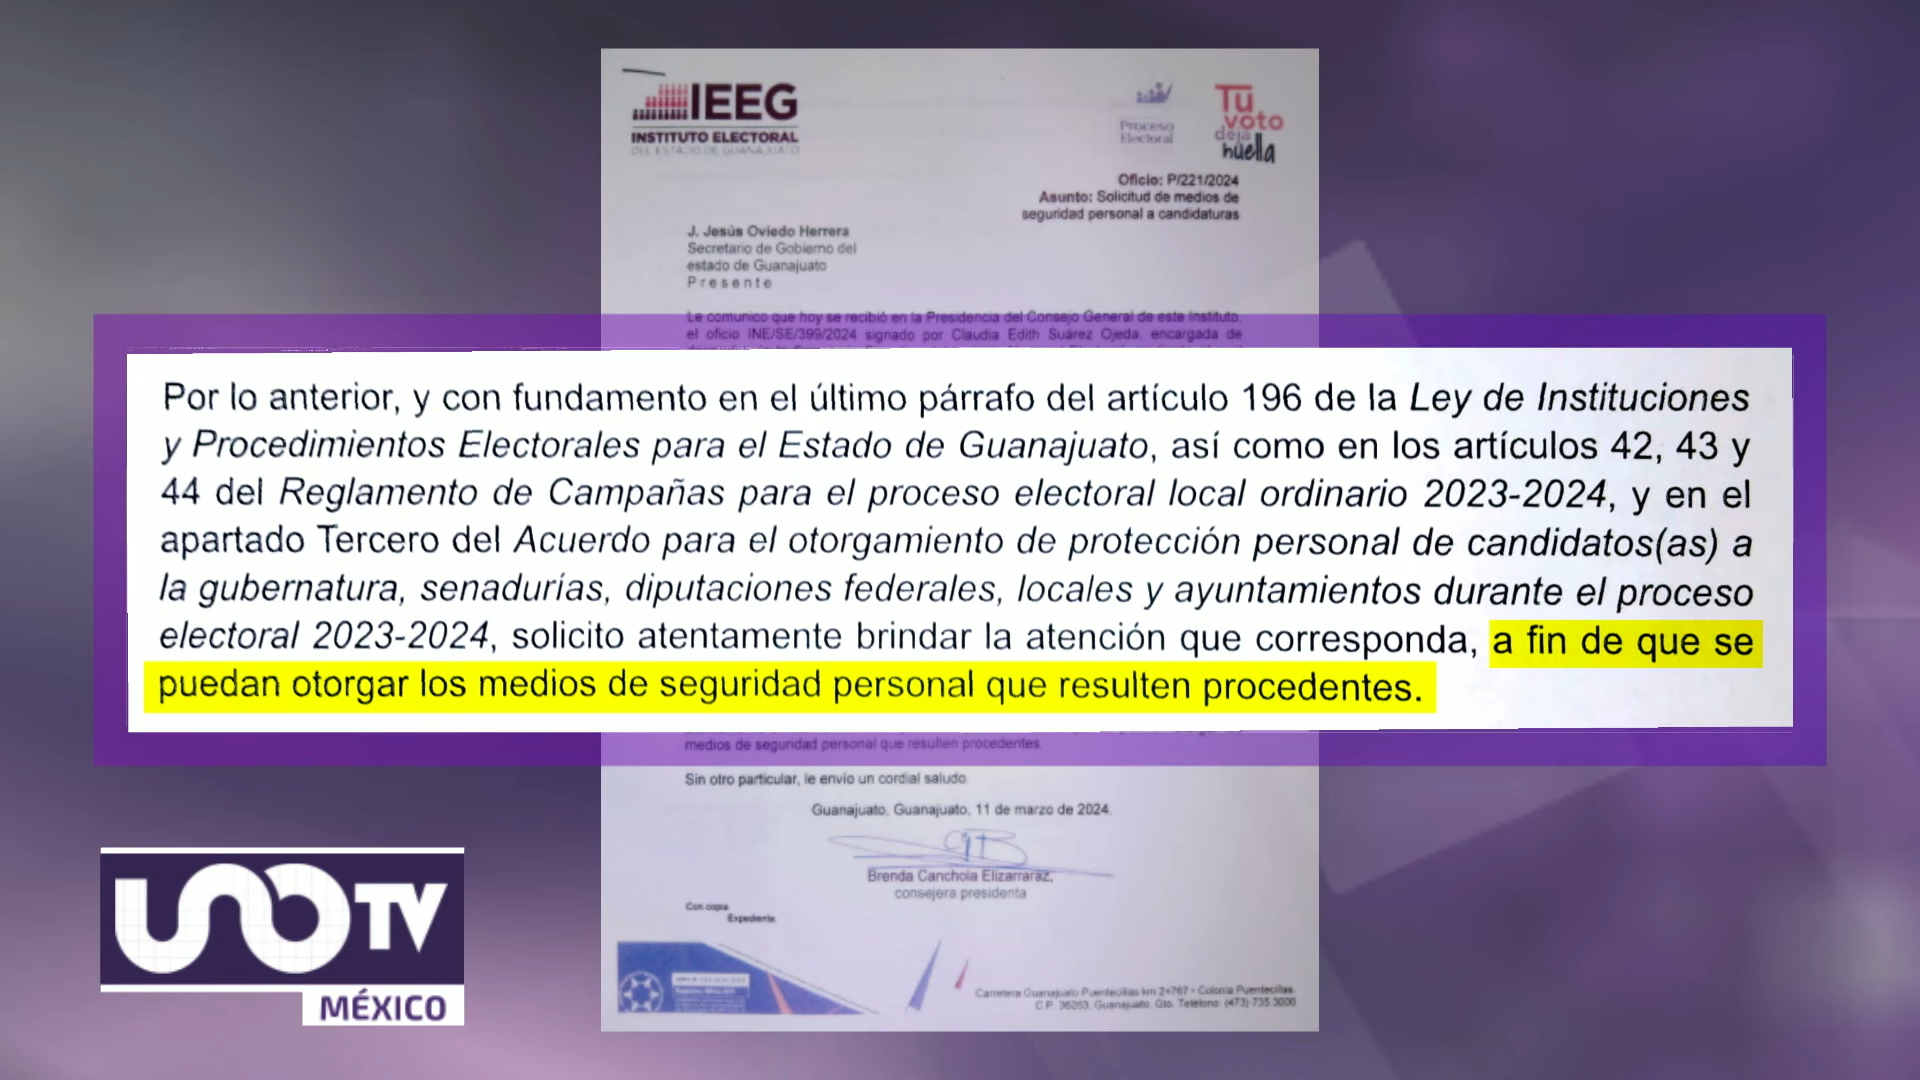 IEEG
INSTITUTO ELECTORAL
DEL ESTADO DE GUANAJUATO
Proceso
Electoral
Tu
voto
deja
huella
Oficio: P/221/2024
Asunto: Solicitud de medios de
seguridad personal a candidaturas
J. Jesús Oviedo Herrera
Secretario de Gobierno del
estado de Guanajuato
P r e s e n t e
Le comunico que hoy se recibió en la Presidencia del Consejo General de este Instituto,
el oficio INE/SE/399/2024 signado por Claudia Edith Suárez Ojeda, encargada de
Por lo anterior, y con fundamento en el último párrafo del artículo 196 de la Ley de Instituciones
y Procedimientos Electorales para el Estado de Guanajuato, así como en los artículos 42, 43 y
44 del Reglamento de Campañas para el proceso electoral local ordinario 2023-2024, y en el
apartado Tercero del Acuerdo para el otorgamiento de protección personal de candidatos(as) a
la gubernatura, senadurías, diputaciones federales, locales y ayuntamientos durante el proceso
electoral 2023-2024, solicito atentamente brindar la atención que corresponda, a fin de que se
puedan otorgar los medios de seguridad personal que resulten procedentes.
medios de seguridad personal que resulten procedentes.
Sin otro particular, le envío un cordial saludo.
Guanajuato, Guanajuato, 11 de marzo de 2024.
Brenda Canchola Elizarraraz,
consejera presidenta
Con copia
Expediente.
Carretera Guanajuato Puentecillas km 2+767 • Colonia Puentecillas,
C.P. 36263, Guanajuato, Gto. Teléfono: (473) 735 3000
UNO TV
MÉXICO